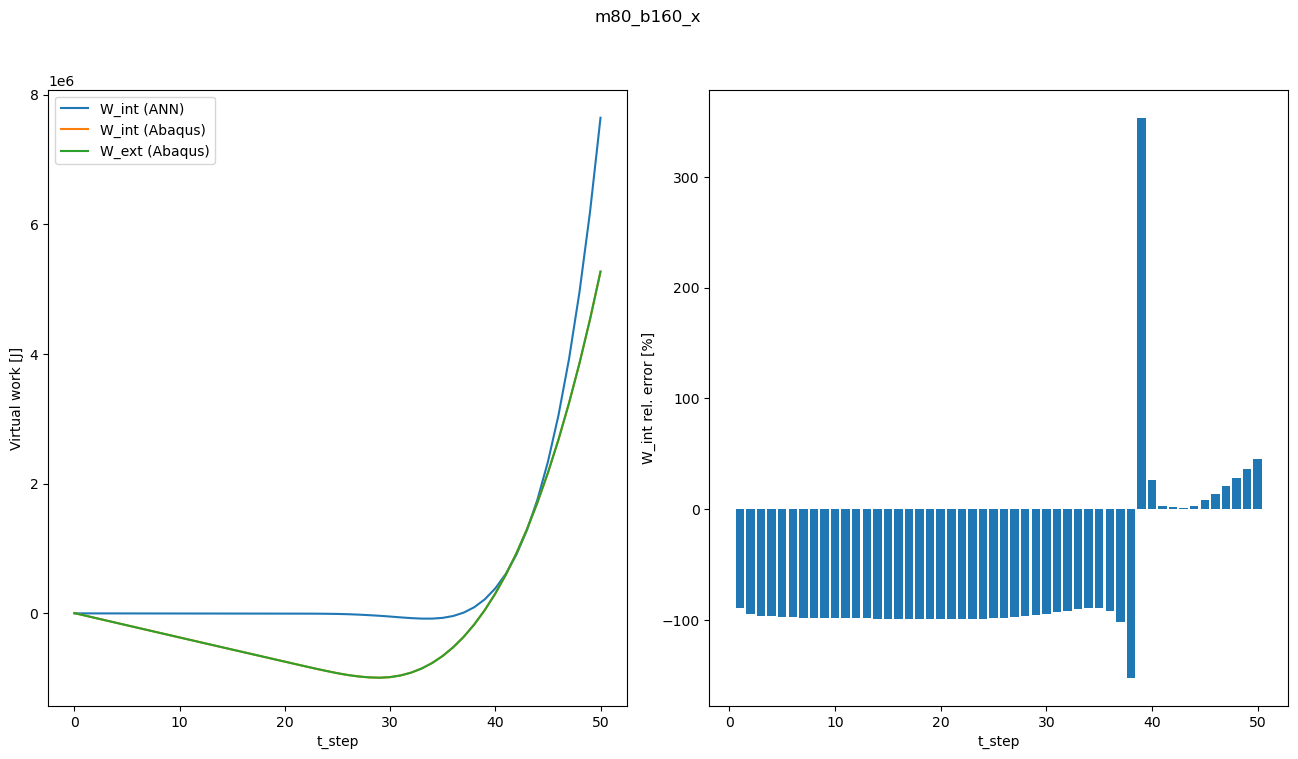 m80_b160_x
1e6
8
6
4
2
0
Virtual work [J]
W_int (ANN)
W_int (Abaqus)
W_ext (Abaqus)
0 10 20 30 40 50
t_step
300
200
100
0
−100
W_int rel. error [%]
0 10 20 30 40 50
t_step